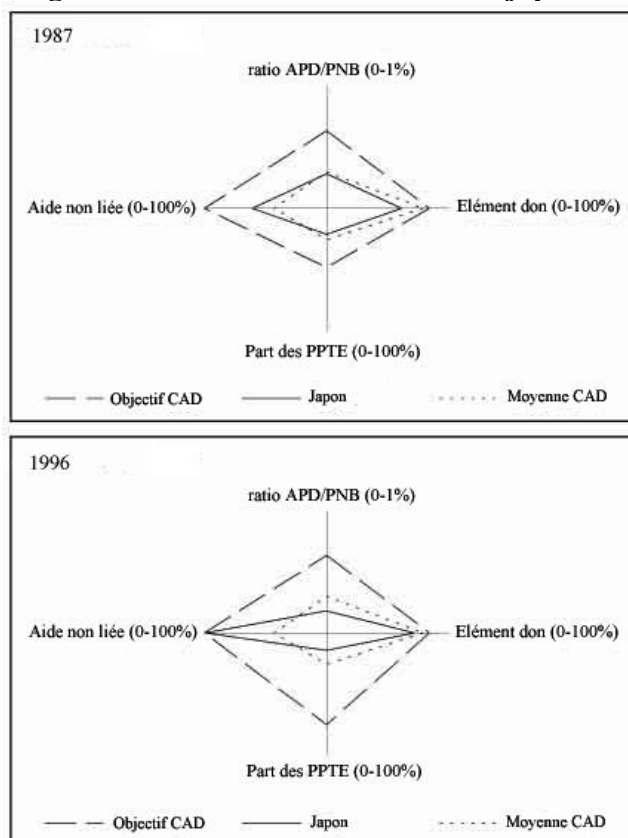 1987
ratio APD/PNB (0-1%)
Aide non liée (0-100%)
Elément don (0-100%)
Part des PPTE (0-100%)
Objectif CAD
Japon
Moyenne CAD
1996
ratio APD/PNB (0-1%)
Aide non liée (0-100%)
Elément don (0-100%)
Part des PPTE (0-100%)
Objectif CAD
Japon
Moyenne CAD